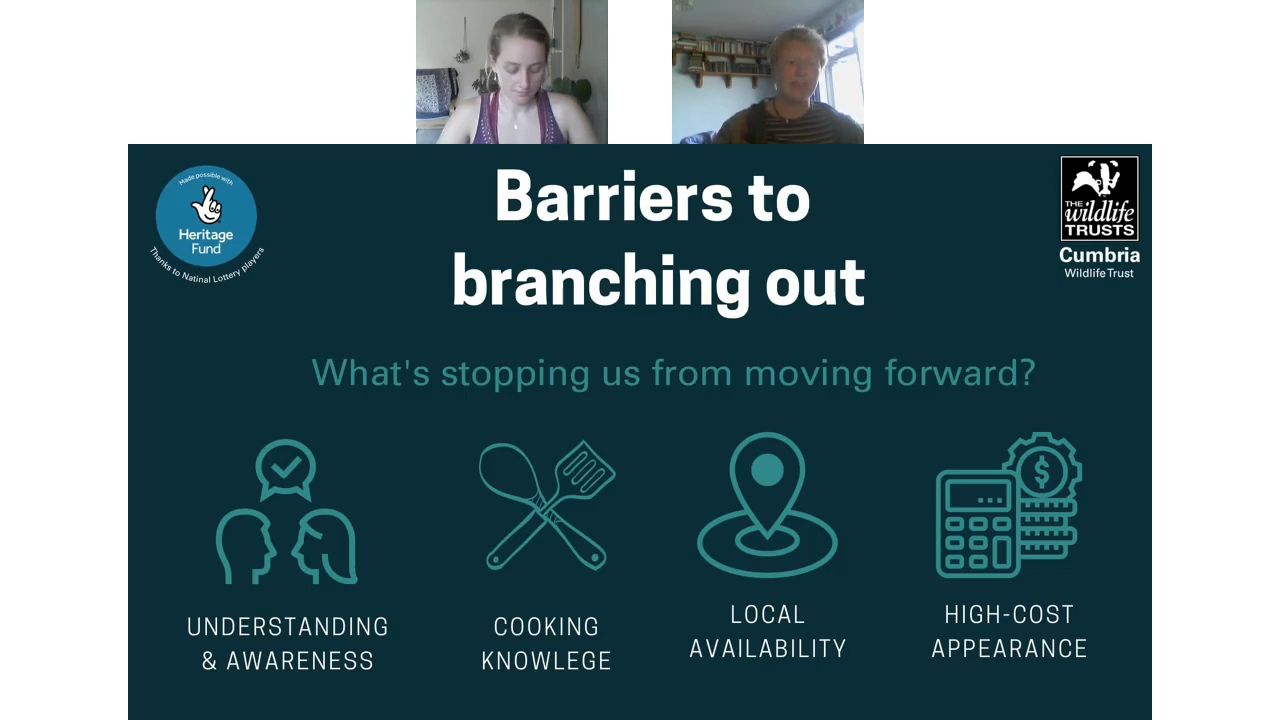 Barriers to
branching out
Made possible with
Heritage
Fund
Thanks to Natinal Lottery players
THE
wildlife
TRUSTS
Cumbria
Wildlife Trust
What's stopping us from moving forward?
$
UNDERSTANDING
& AWARENESS
COOKING
KNOWLEGE
LOCAL
AVAILABILITY
HIGH-COST
APPEARANCE